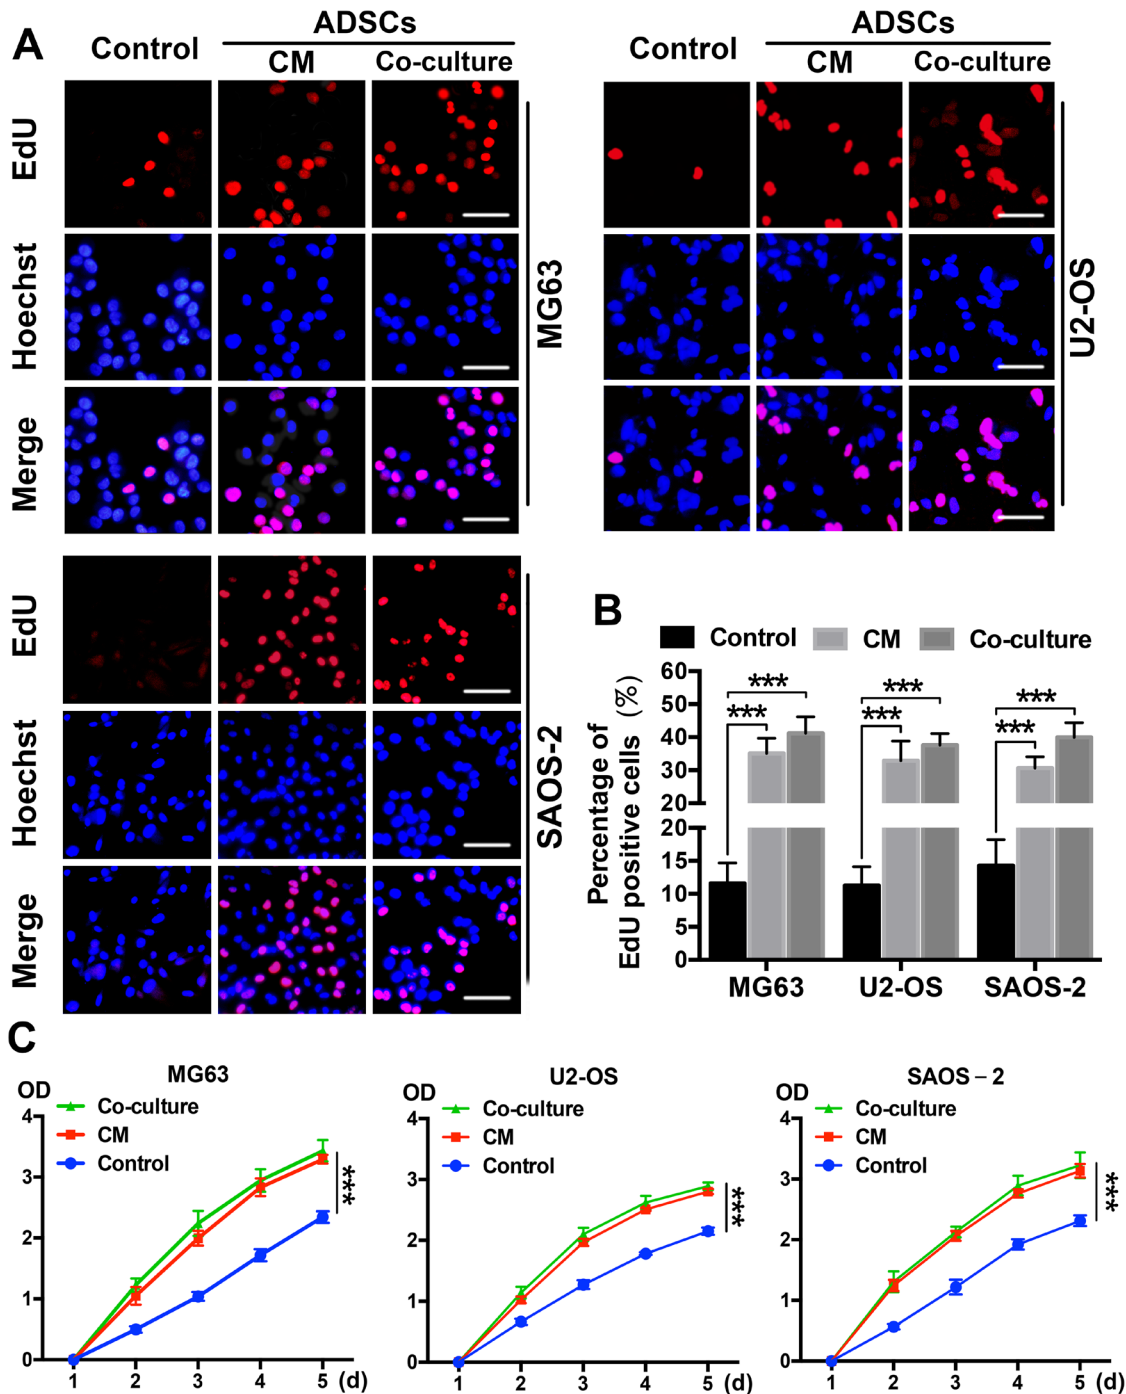 A
Control
ADSCs
CM
Co-culture
EdU
Hoechst
Merge
MG63
Control
ADSCs
CM
Co-culture
U2-OS
EdU
Hoechst
Merge
SAOS-2
B
Control
CM
Co-culture
Percentage of
EdU positive cells (%)
60
50
40
30
20
20
15
10
5
0
*** *** ***
*** *** ***
MG63
U2-OS
SAOS-2
C
MG63
OD
Co-culture
CM
Control
4
3
2
1
0
***
1 2 3 4 5 (d)
U2-OS
OD
Co-culture
CM
Control
4
3
2
1
0
***
1 2 3 4 5 (d)
SAOS – 2
OD
Co-culture
CM
Control
4
3
2
1
0
***
1 2 3 4 5 (d)